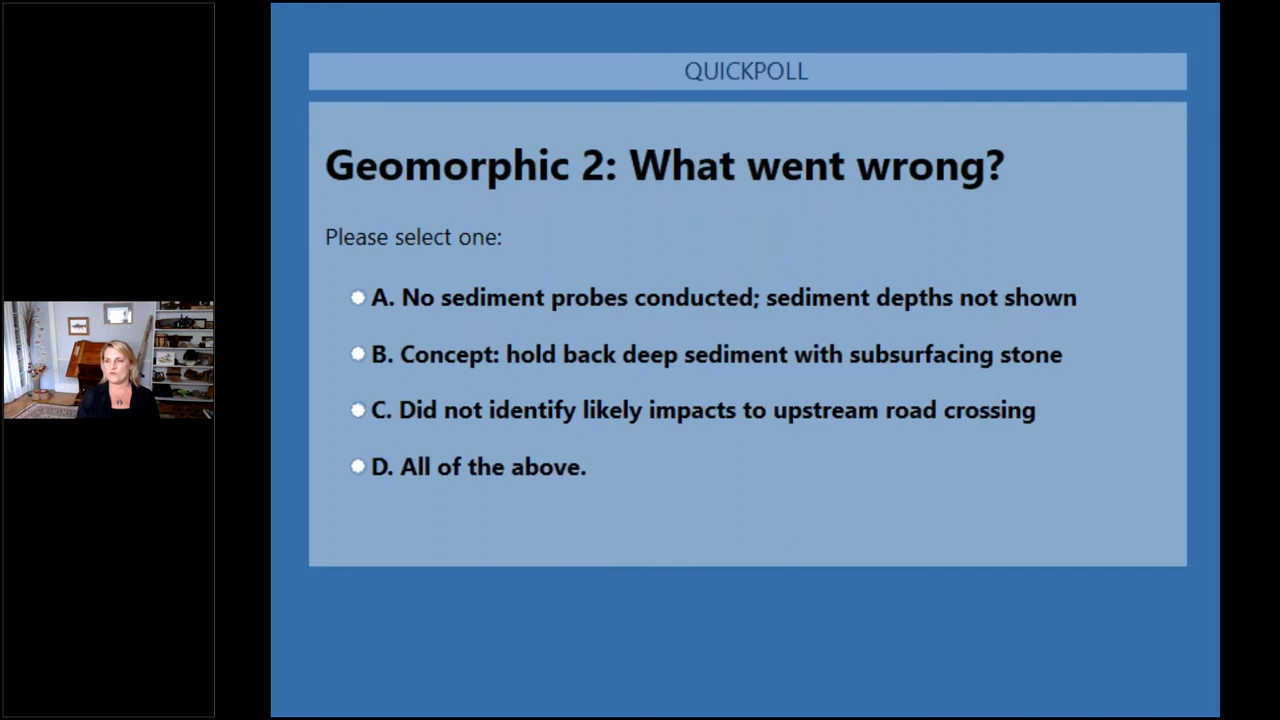 QUICKPOLL
Geomorphic 2: What went wrong?
Please select one:
A. No sediment probes conducted; sediment depths not shown
B. Concept: hold back deep sediment with subsurfacing stone
C. Did not identify likely impacts to upstream road crossing
D. All of the above.